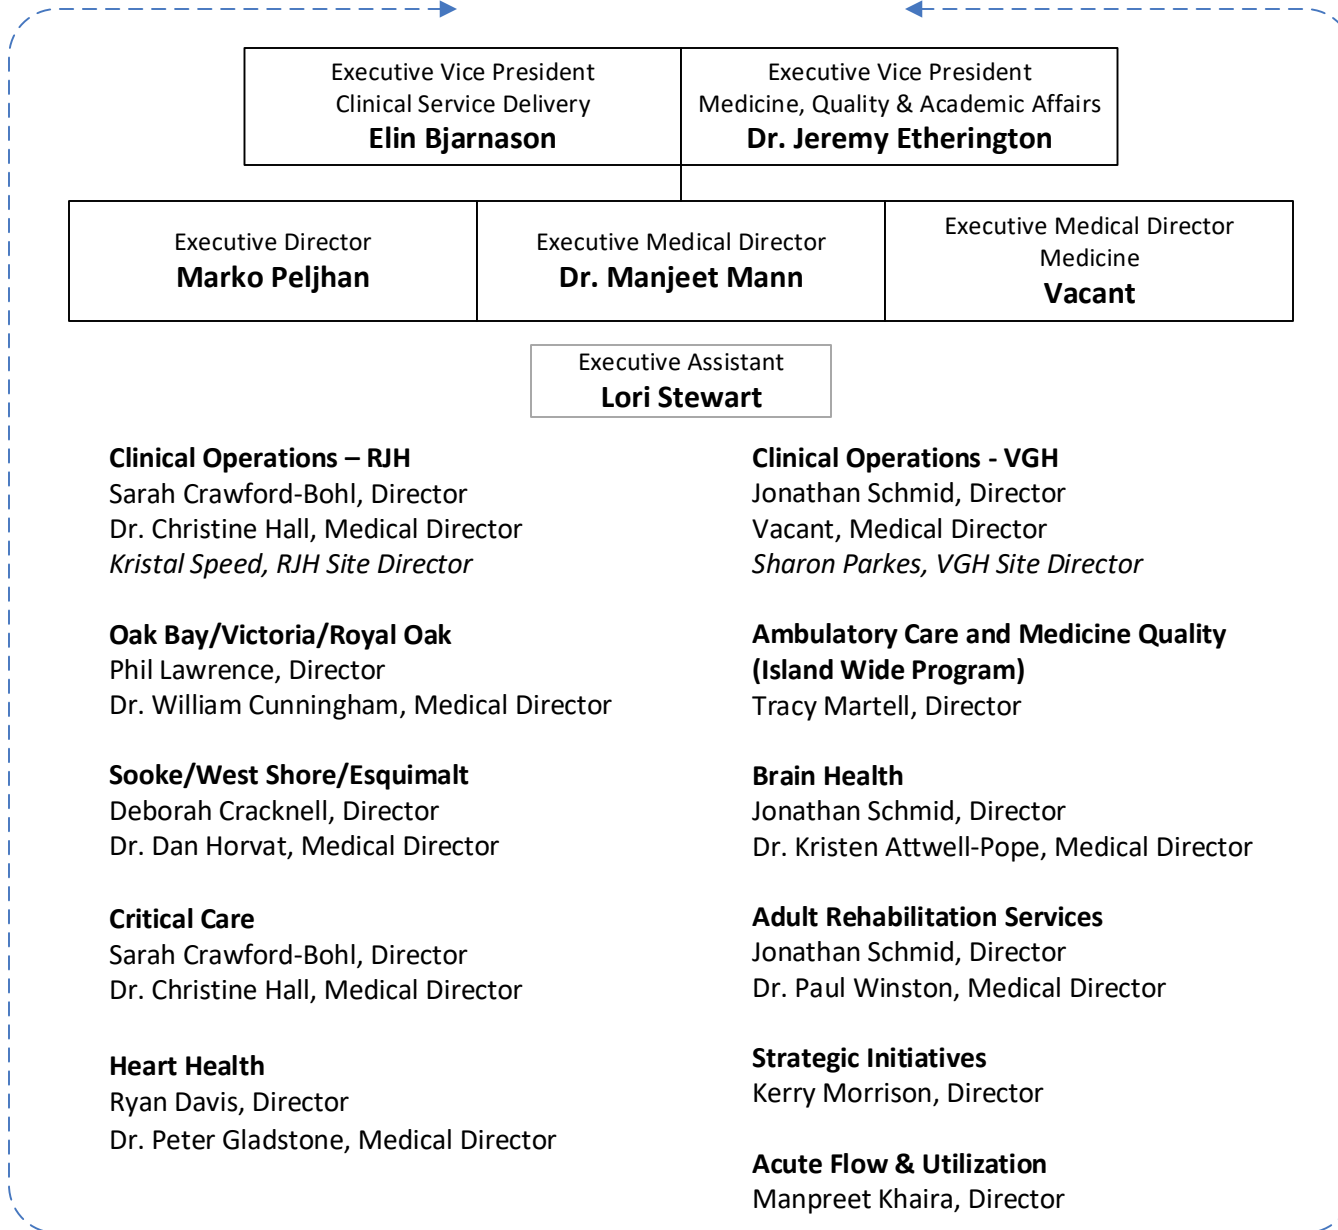 Executive Vice President
Clinical Service Delivery
Elin Bjarnason
Executive Vice President
Medicine, Quality & Academic Affairs
Dr. Jeremy Etherington
Executive Director
Marko Peljhan
Executive Medical Director
Dr. Manjeet Mann
Executive Medical Director
Medicine
Vacant
Executive Assistant
Lori Stewart
Clinical Operations – RJH
Sarah Crawford-Bohl, Director
Dr. Christine Hall, Medical Director
Kristal Speed, RJH Site Director
Oak Bay/Victoria/Royal Oak
Phil Lawrence, Director
Dr. William Cunningham, Medical Director
Sooke/West Shore/Esquimalt
Deborah Cracknell, Director
Dr. Dan Horvat, Medical Director
Critical Care
Sarah Crawford-Bohl, Director
Dr. Christine Hall, Medical Director
Heart Health
Ryan Davis, Director
Dr. Peter Gladstone, Medical Director
Clinical Operations - VGH
Jonathan Schmid, Director
Vacant, Medical Director
Sharon Parkes, VGH Site Director
Ambulatory Care and Medicine Quality
(Island Wide Program)
Tracy Martell, Director
Brain Health
Jonathan Schmid, Director
Dr. Kristen Attwell-Pope, Medical Director
Adult Rehabilitation Services
Jonathan Schmid, Director
Dr. Paul Winston, Medical Director
Strategic Initiatives
Kerry Morrison, Director
Acute Flow & Utilization
Manpreet Khaira, Director